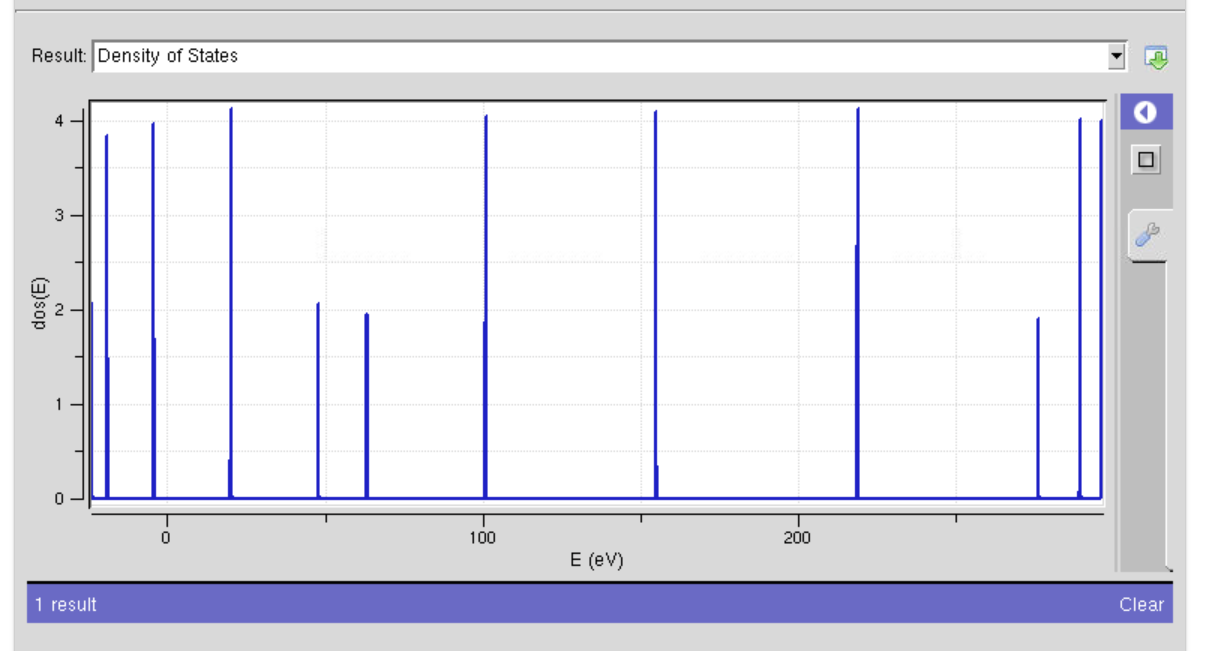 Result: Density of States
4
3
dos(E)
2
1
0
0 100 200
E (eV)
1 result Clear